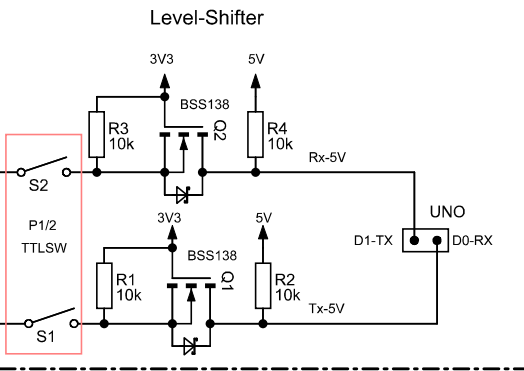 Level-Shifter
3V3
5V
BSS138
R3
10k
Q2
R4
10k
Rx-5V
S2
P1/2
TTLSW
3V3
5V
UNO
D1-TX
D0-RX
BSS138
R1
10k
Q1
R2
10k
Tx-5V
S1